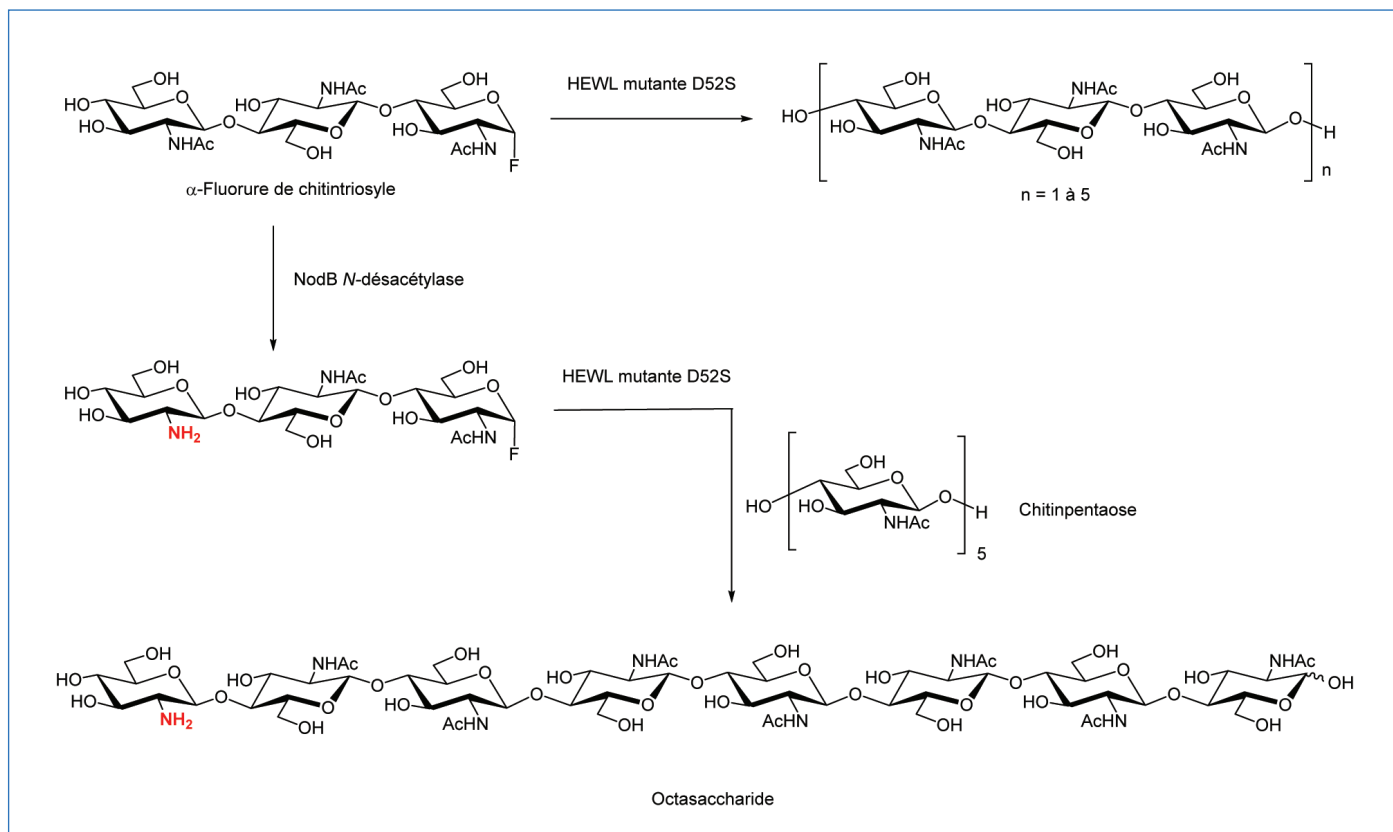 OH
HO
O
HO
NHAc
O
HO
NHAc
O
OH
O
OH
O
HO
AcHN
F
α-Fluorure de chitintriosyle
HEWL mutante D52S
OH
HO
O
HO
NHAc
O
HO
NHAc
O
OH
O
OH
O
HO
AcHN
O
H
n
n = 1 à 5
NodB N-désacétylase
OH
HO
O
HO
NH₂
O
HO
NHAc
O
OH
O
OH
O
HO
AcHN
F
HEWL mutante D52S
OH
HO
O
HO
NHAc
O
H
5
Chitinpentaose
OH
HO
O
HO
NH₂
O
HO
NHAc
O
OH
O
OH
O
HO
AcHN
O
HO
NHAc
O
OH
O
OH
O
HO
AcHN
O
HO
NHAc
O
OH
O
OH
O
HO
AcHN
O
HO
NHAc
O
OH
OH
Octasaccharide